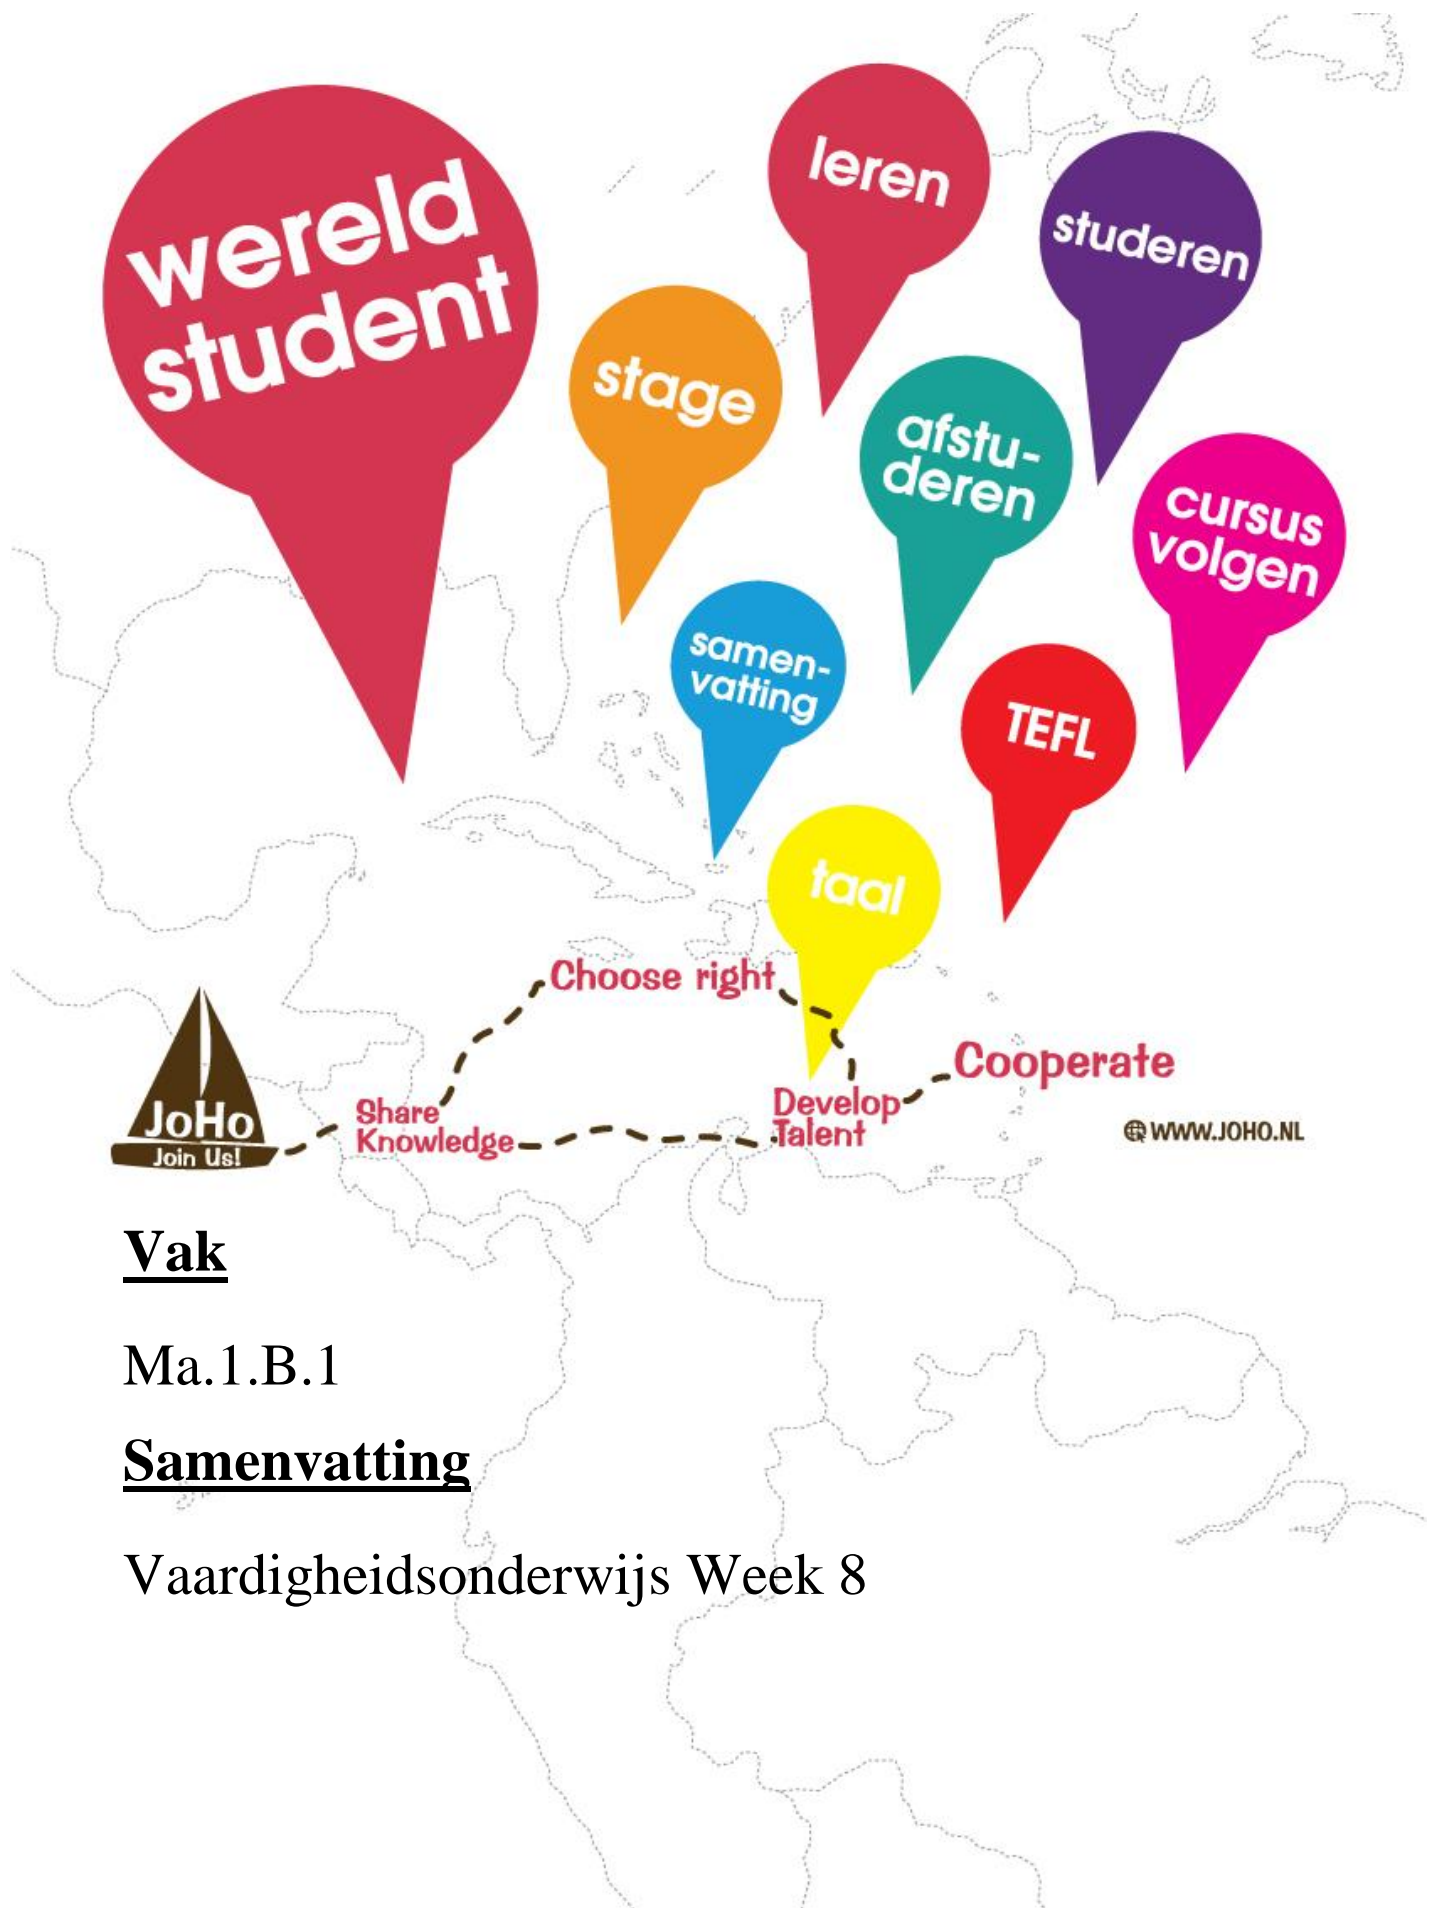 wereld
student
leren
studeren
stage
afstu-
deren
cursus
volgen
samen-
vatting
TEFL
taal
Choose right
Cooperate
JoHo
Join Us!
Share
Knowledge
Develop
Talent
WWW.JOHO.NL
Vak
Ma.1.B.1
Samenvatting
Vaardigheidsonderwijs Week 8